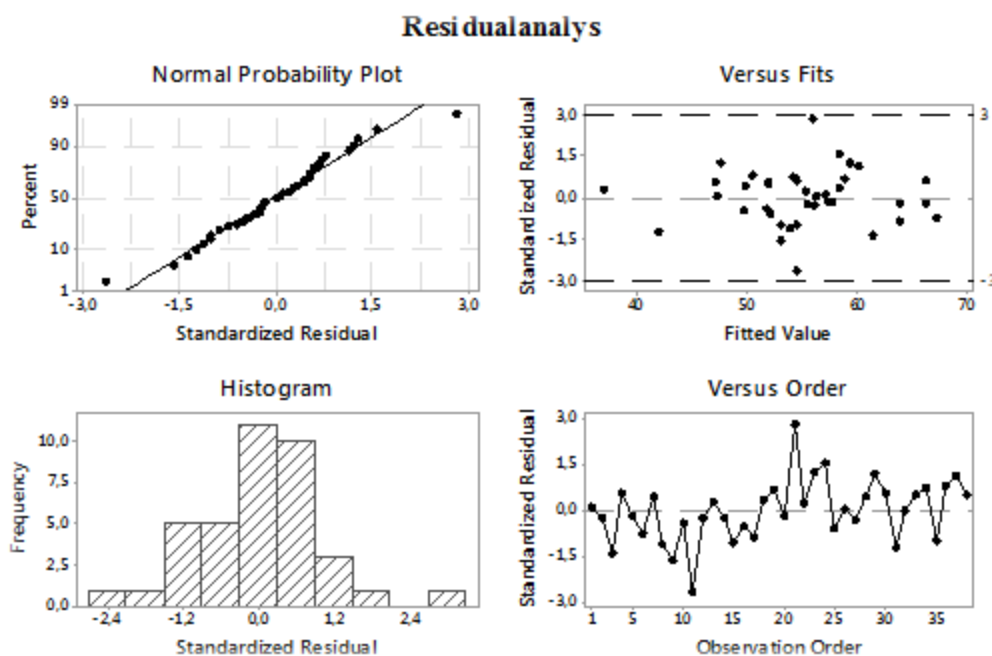 Residualanalys
Normal Probability Plot
99
90
50
10
1
Percent
-3,0 -1,5 0,0 1,5 3,0
Standardized Residual
Versus Fits
3,0
1,5
0,0
-1,5
-3,0
3
-3
Standardized Residual
40 50 60 70
Fitted Value
Histogram
10,0
7,5
5,0
2,5
0,0
Frequency
-2,4 -1,2 0,0 1,2 2,4
Standardized Residual
Versus Order
3,0
1,5
0,0
-1,5
-3,0
Standardized Residual
1 5 10 15 20 25 30 35
Observation Order